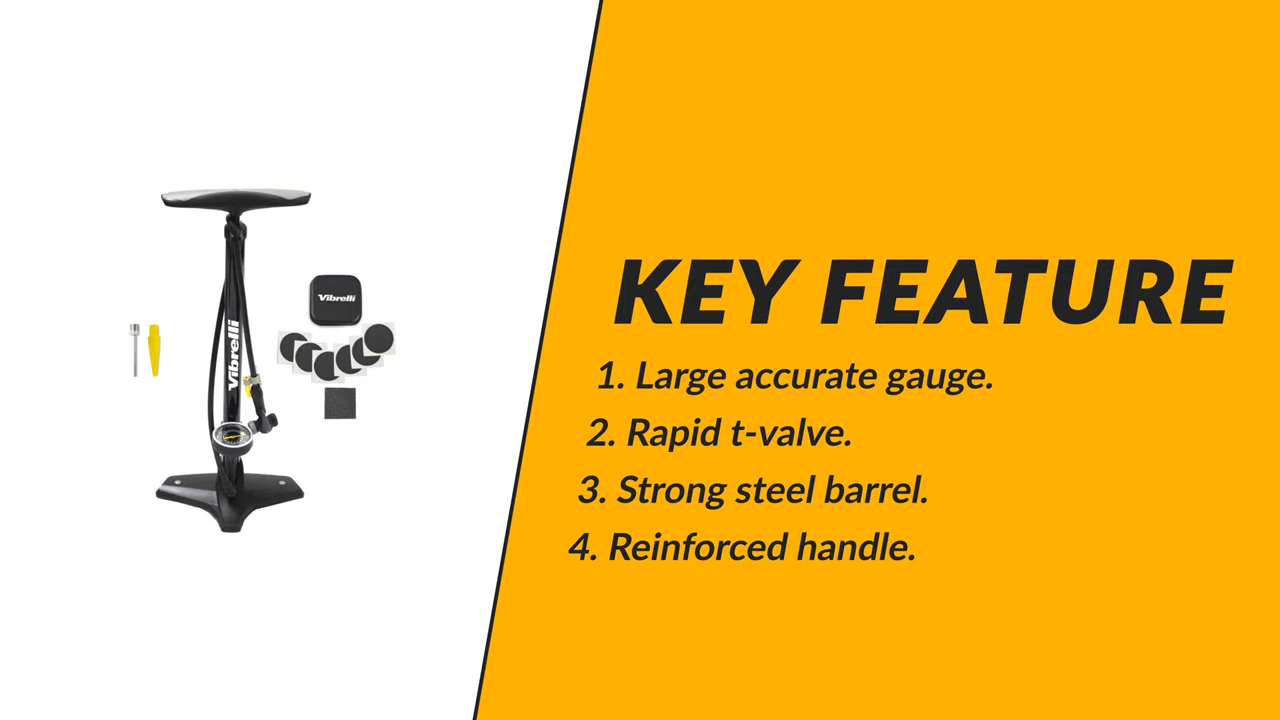 Vibrelli
Vibrelli
KEY FEATURE
1. Large accurate gauge.
2. Rapid t-valve.
3. Strong steel barrel.
4. Reinforced handle.